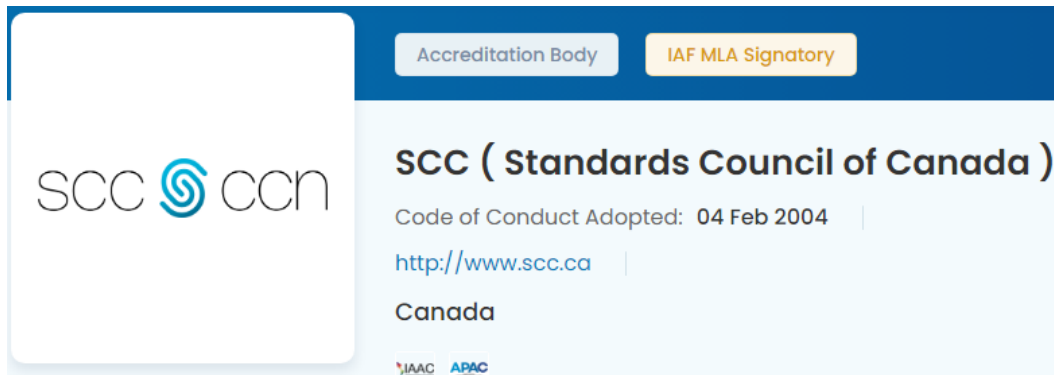 Accreditation Body
IAF MLA Signatory
scc ccn
SCC ( Standards Council of Canada )
Code of Conduct Adopted: 04 Feb 2004
http://www.scc.ca
Canada
IAAC APAC